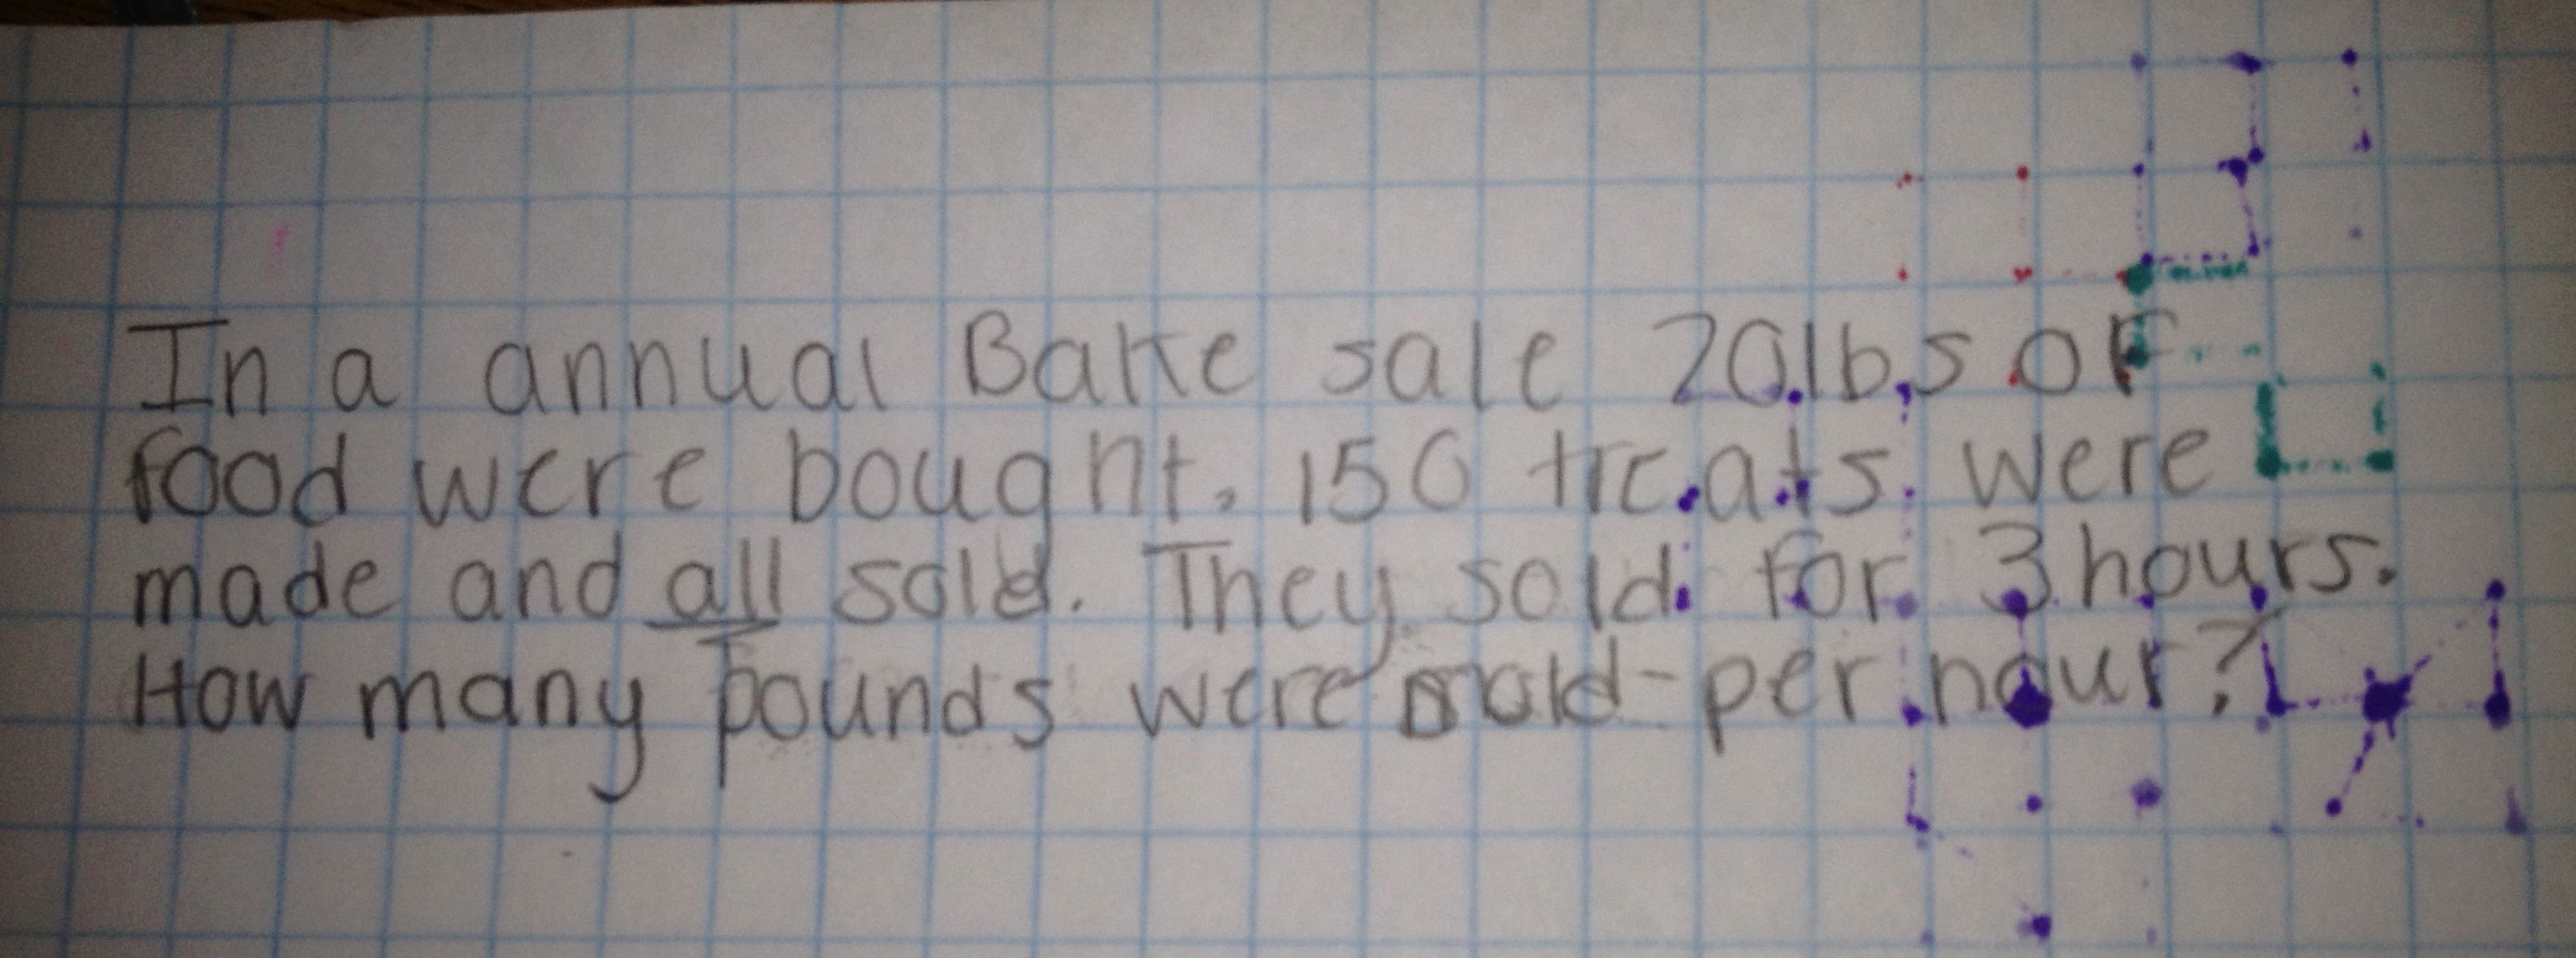 In a annual Bake sale 20lbs of
food were bought. 150 treats were
made and all sold. They sold for 3 hours.
How many pounds were sold per hour?